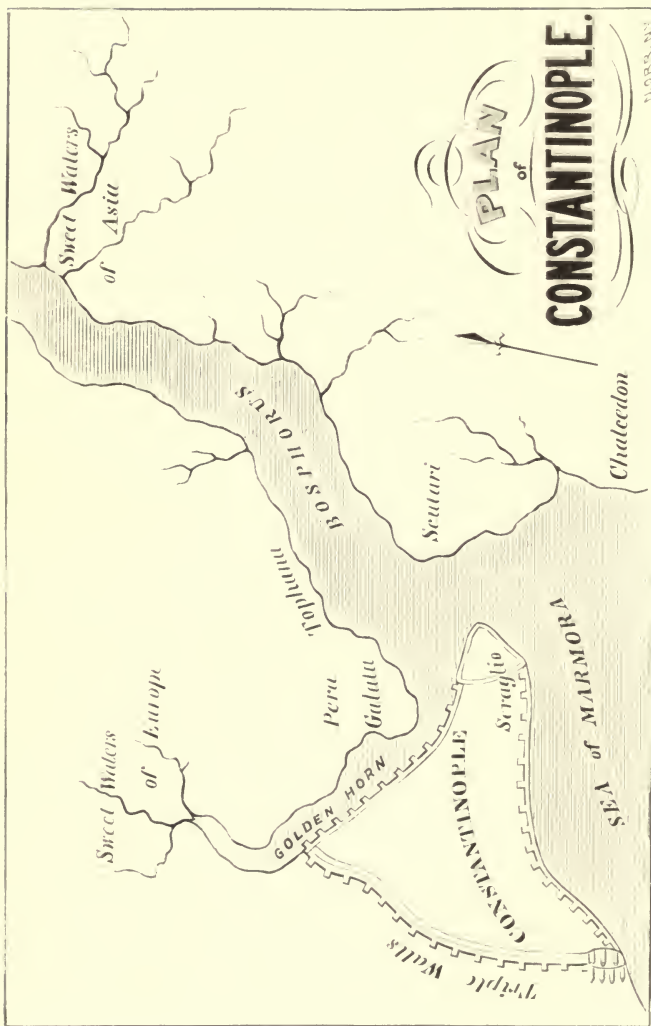 PLAN
of
CONSTANTINOPLE.
Sweet Waters
of Asia
Sweet Waters
of Europe
BOSPHORUS
Tophana
Pera
Galata
Scutari
Chalcedon
GOLDEN HORN
Seraglio
CONSTANTINOPLE
Triple Walls
SEA of MARMORA